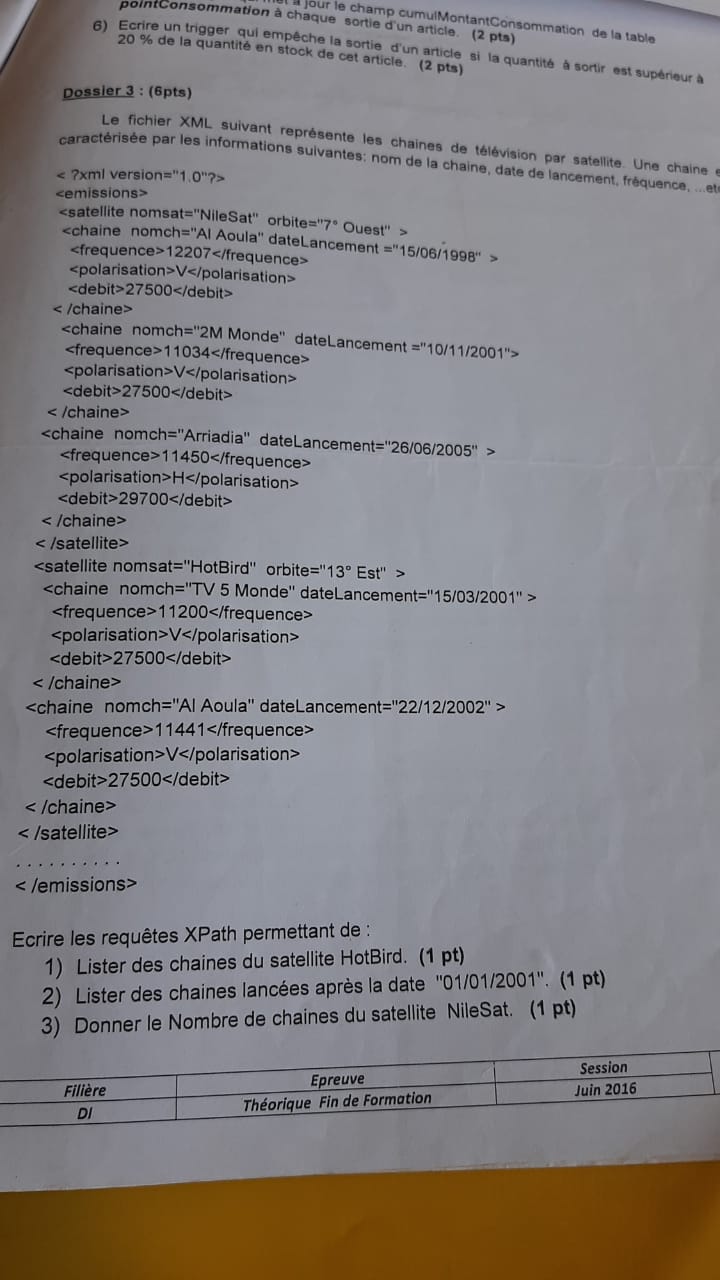 jour le champ cumulMontantConsommation de la table
pointConsommation à chaque sortie d'un article. (2 pts)
6) Ecrire un trigger qui empêche la sortie d'un article si la quantité à sortir est supérieur à
20 % de la quantité en stock de cet article. (2 pts)
Dossier 3 : (6pts)
Le fichier XML suivant représente les chaines de télévision par satellite. Une chaine
caractérisée par les informations suivantes: nom de la chaine, date de lancement, fréquence, ...etc
< ?xml version="1.0"?>
<emissions>
<satellite nomsat="NileSat" orbite="7° Ouest" >
<chaine nomch="Al Aoula" dateLancement ="15/06/1998" >
<frequence>12207</frequence>
<polarisation>V</polarisation>
<debit>27500</debit>
< /chaine>
<chaine nomch="2M Monde" dateLancement ="10/11/2001">
<frequence>11034</frequence>
<polarisation>V</polarisation>
<debit>27500</debit>
< /chaine>
<chaine nomch="Arriadia" dateLancement="26/06/2005" >
<frequence>11450</frequence>
<polarisation>H</polarisation>
<debit>29700</debit>
< /chaine>
< /satellite>
<satellite nomsat="HotBird" orbite="13° Est" >
<chaine nomch="TV 5 Monde" dateLancement="15/03/2001" >
<frequence>11200</frequence>
<polarisation>V</polarisation>
<debit>27500</debit>
< /chaine>
<chaine nomch="Al Aoula" dateLancement="22/12/2002" >
<frequence>11441</frequence>
<polarisation>V</polarisation>
<debit>27500</debit>
< /chaine>
< /satellite>
. . . . . . . . . .
< /emissions>
Ecrire les requêtes XPath permettant de :
1) Lister des chaines du satellite HotBird. (1 pt)
2) Lister des chaines lancées après la date "01/01/2001". (1 pt)
3) Donner le Nombre de chaines du satellite NileSat. (1 pt)
Filière Epreuve Session
DI Théorique Fin de Formation Juin 2016